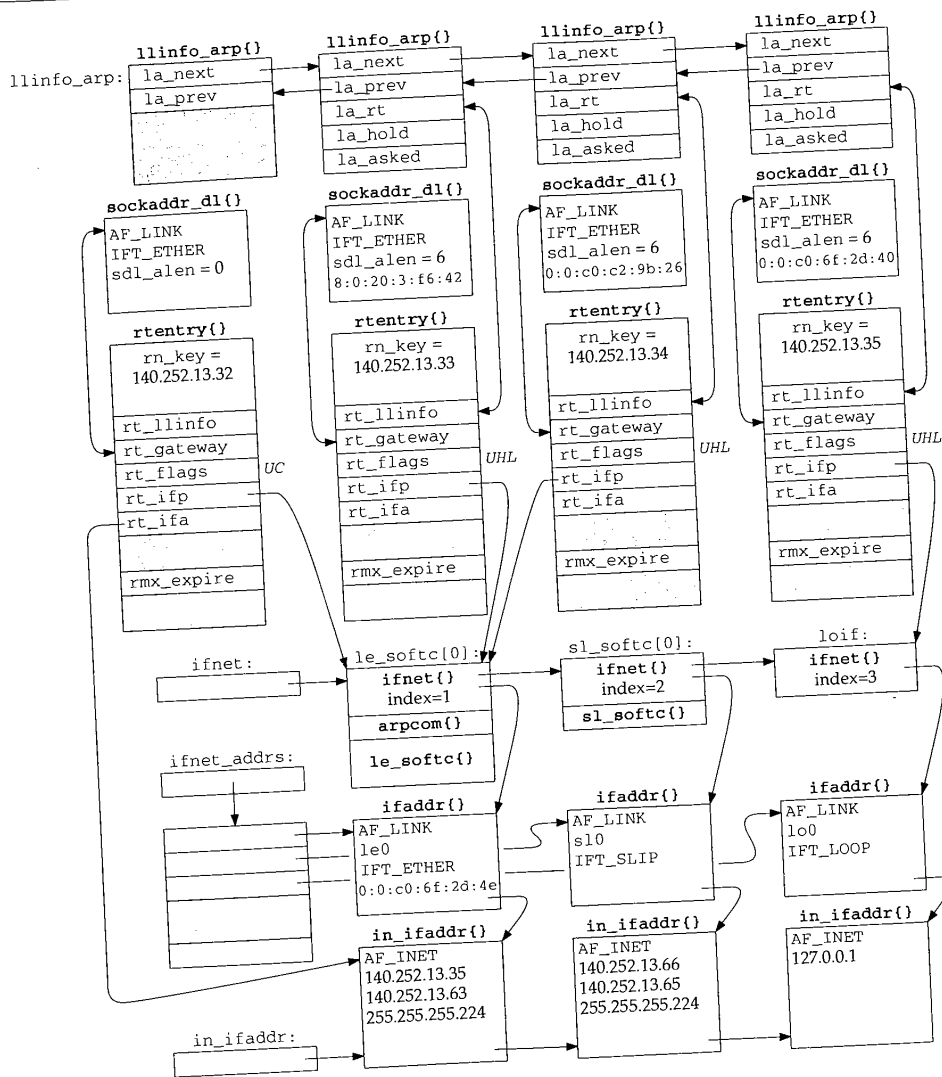 llinfo_arp:
llinfo_arp{}
la_next
la_prev
llinfo_arp{}
la_next
la_prev
la_rt
la_hold
la_asked
llinfo_arp{}
la_next
la_prev
la_rt
la_hold
la_asked
llinfo_arp{}
la_next
la_prev
la_rt
la_hold
la_asked
sockaddr_dl{}
AF_LINK
IFT_ETHER
sdl_alen = 0
sockaddr_dl{}
AF_LINK
IFT_ETHER
sdl_alen = 6
8:0:20:3:f6:42
sockaddr_dl{}
AF_LINK
IFT_ETHER
sdl_alen = 6
0:0:c0:c2:9b:26
sockaddr_dl{}
AF_LINK
IFT_ETHER
sdl_alen = 6
0:0:c0:6f:2d:40
rtentry{}
rn_key =
140.252.13.32
rt_llinfo
rt_gateway
rt_flags
UC
rt_ifp
rt_ifa
rmx_expire
rtentry{}
rn_key =
140.252.13.33
rt_llinfo
rt_gateway
rt_flags
UHL
rt_ifp
rt_ifa
rmx_expire
rtentry{}
rn_key =
140.252.13.34
rt_llinfo
rt_gateway
rt_flags
UHL
rt_ifp
rt_ifa
rmx_expire
rtentry{}
rn_key =
140.252.13.35
rt_llinfo
rt_gateway
rt_flags
UHL
rt_ifp
rt_ifa
rmx_expire
ifnet:
le_softc[0]:
ifnet{}
index=1
arpcom{}
le_softc{}
sl_softc[0]:
ifnet{}
index=2
sl_softc{}
loif:
ifnet{}
index=3
ifnet_addrs:
ifaddr{}
AF_LINK
le0
IFT_ETHER
0:0:c0:6f:2d:4e
ifaddr{}
AF_LINK
sl0
IFT_SLIP
ifaddr{}
AF_LINK
lo0
IFT_LOOP
in_ifaddr{}
AF_INET
140.252.13.35
140.252.13.63
255.255.255.224
in_ifaddr{}
AF_INET
140.252.13.66
140.252.13.65
255.255.255.224
in_ifaddr{}
AF_INET
127.0.0.1
in_ifaddr: